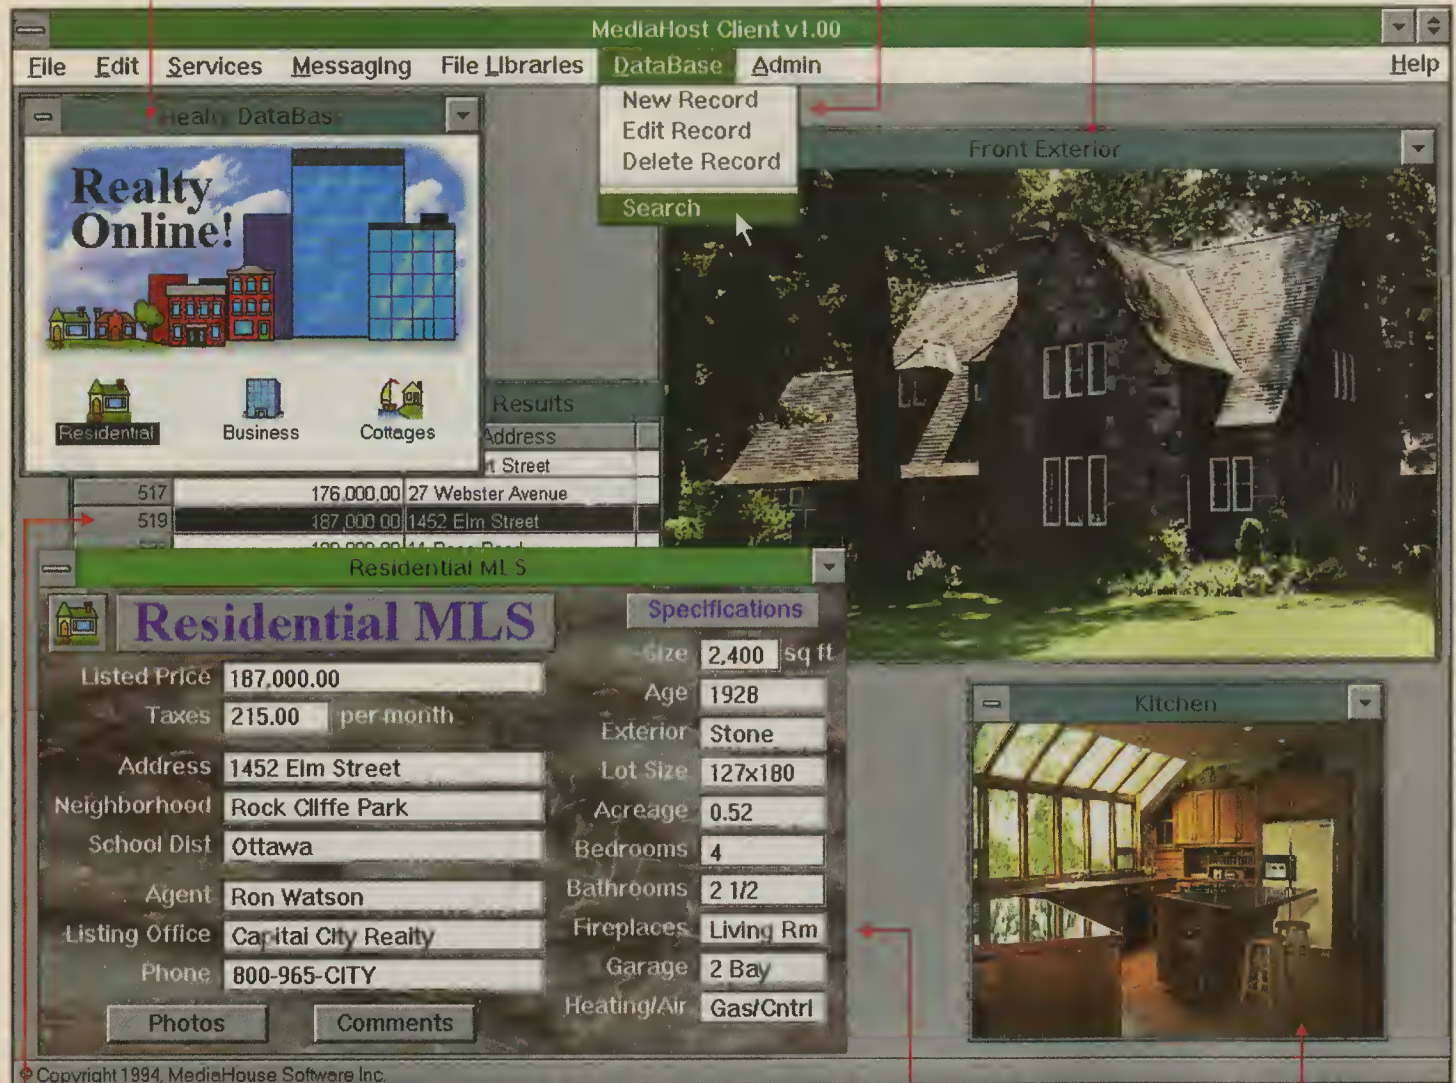 MediaHost Client v1.00
File Edit Services Messaging File Libraries DataBase Admin Help
New Record
Edit Record
Delete Record
Search
Realty DataBase
Realty
Online!
Residential Business Cottages
Front Exterior
Results
Address
Street
517 176,000.00 27 Webster Avenue
519 187,000.00 1452 Elm Street
Residential MLS
Residential MLS
Listed Price 187,000.00
Taxes 215.00 per month
Address 1452 Elm Street
Neighborhood Rock Cliffe Park
School Dist Ottawa
Agent Ron Watson
Listing Office Capital City Realty
Phone 800-965-CITY
Photos Comments
Specifications
Size 2,400 sq ft
Age 1928
Exterior Stone
Lot Size 127x180
Acreage 0.52
Bedrooms 4
Bathrooms 2 1/2
Fireplaces Living Rm
Garage 2 Bay
Heating/Air Gas/Cntrl
Kitchen
© Copyright 1994, MediaHouse Software Inc.